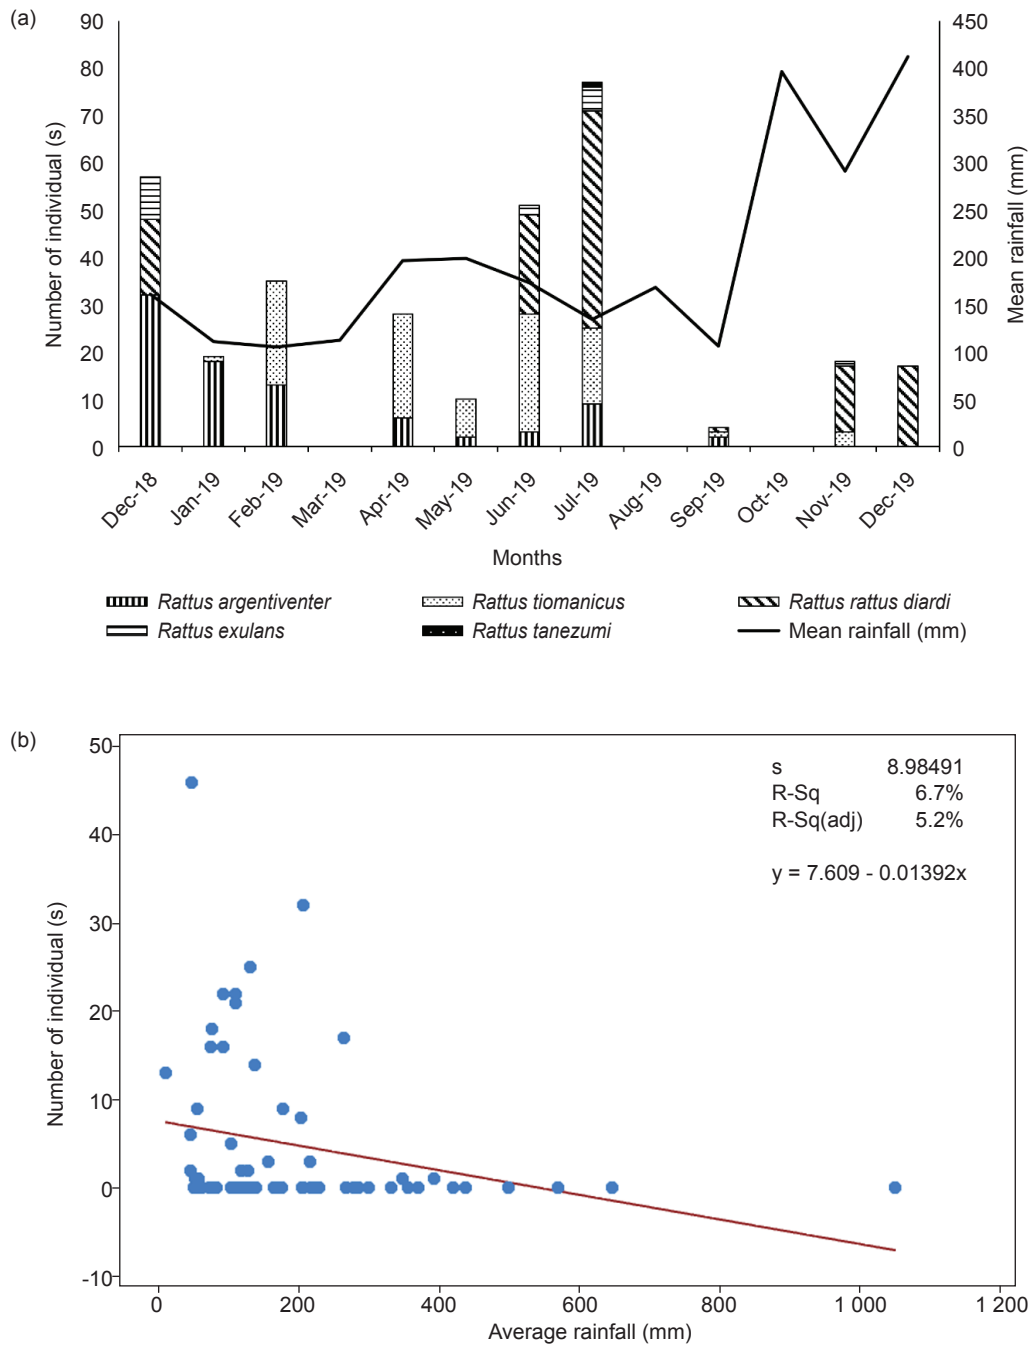 (a)
90
80
70
60
50
40
30
20
10
0
Number of individual (s)
450
400
350
300
250
200
150
100
50
0
Mean rainfall (mm)
Dec-18
Jan-19
Feb-19
Mar-19
Apr-19
May-19
Jun-19
Jul-19
Aug-19
Sep-19
Oct-19
Nov-19
Dec-19
Months
Rattus argentiventer
Rattus tiomanicus
Rattus rattus diardi
Rattus exulans
Rattus tanezumi
Mean rainfall (mm)
(b)
50
40
30
20
10
0
-10
Number of individual (s)
s 8.98491
R-Sq 6.7%
R-Sq(adj) 5.2%
y = 7.609 - 0.01392x
0 200 400 600 800 1 000 1 200
Average rainfall (mm)